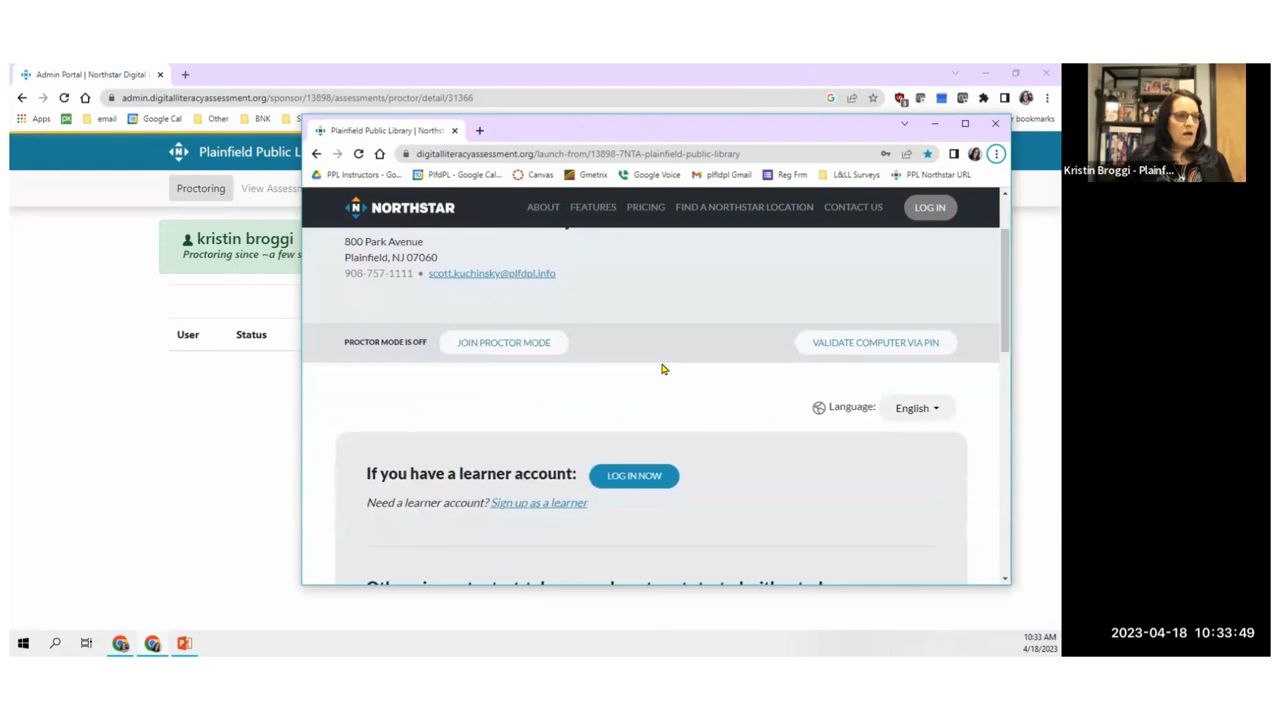 Admin Portal | Northstar Digital
admin.digitalliteracyassessment.org/sponsor/13898/assessments/proctor/detail/31366
Apps
email
Google Cal
Other
BNK
bookmarks
Plainfield Public L
Proctoring
View Assess
kristin broggi
Proctoring since ~a few s
User
Status
Plainfield Public Library | Norths
digitalliteracyassessment.org/launch-from/13898-7NTA-plainfield-public-library
PPL Instructors - Go...
PlfdPL - Google Cal...
Canvas
Gmetrix
Google Voice
plfldpl Gmail
Reg Frm
L&LL Surveys
PPL Northstar URL
NORTHSTAR
ABOUT
FEATURES
PRICING
FIND A NORTHSTAR LOCATION
CONTACT US
LOG IN
800 Park Avenue
Plainfield, NJ 07060
908-757-1111 • scott.kuchinsky@plfdpl.info
PROCTOR MODE IS OFF
JOIN PROCTOR MODE
VALIDATE COMPUTER VIA PIN
Language:
English
If you have a learner account:
LOG IN NOW
Need a learner account? Sign up as a learner
10:33 AM
4/18/2023
Kristin Broggi - Plainf...
2023-04-18 10:33:49